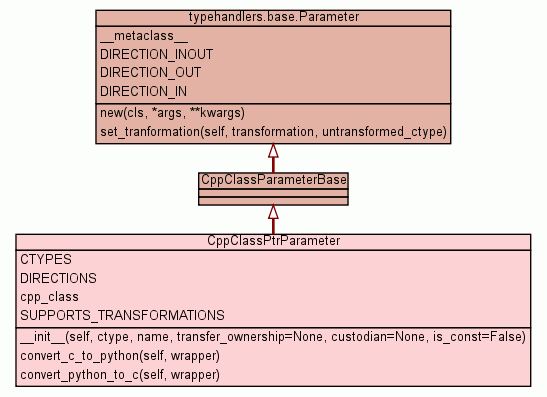 typehandlers.base.Parameter
__metaclass__
DIRECTION_INOUT
DIRECTION_OUT
DIRECTION_IN
new(cls, *args, **kwargs)
set_tranformation(self, transformation, untransformed_ctype)
CppClassParameterBase
CppClassPtrParameter
CTYPES
DIRECTIONS
cpp_class
SUPPORTS_TRANSFORMATIONS
__init__(self, ctype, name, transfer_ownership=None, custodian=None, is_const=False)
convert_c_to_python(self, wrapper)
convert_python_to_c(self, wrapper)